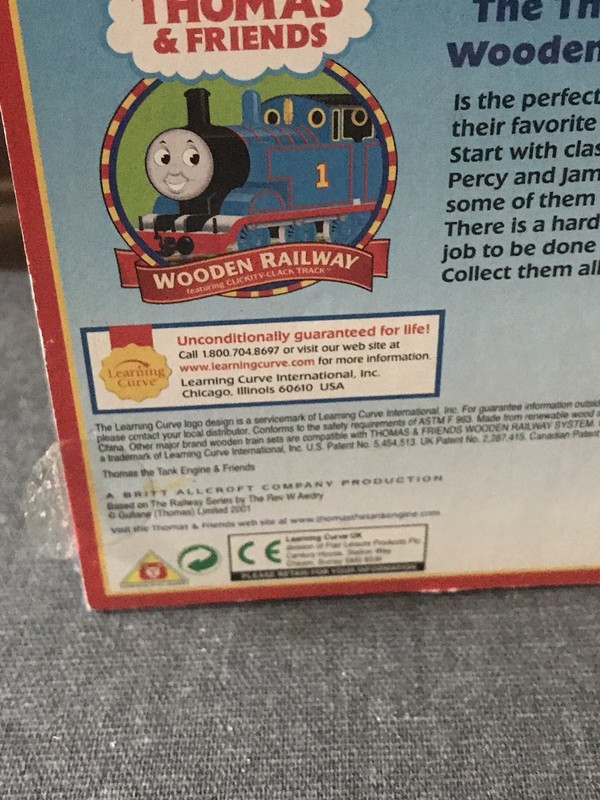 THOMAS
& FRIENDS
1
WOODEN RAILWAY
featuring CLICKITY-CLACK TRACK™
The Th
Wooden
Is the perfect
their favorite
Start with clas
Percy and Jam
some of them
There is a hard
job to be done
Collect them all
Learning
Curve
Unconditionally guaranteed for life!
Call 1.800.704.8697 or visit our web site at
www.learningcurve.com for more information.
Learning Curve International, Inc.
Chicago, Illinois 60610 USA
The Learning Curve logo design is a servicemark of Learning Curve International, Inc. For guarantee information outsid
please contact your local distributor. Conforms to the safety requirements of ASTM F 963. Made from renewable wood
China. Other major brand wooden train sets are compatible with THOMAS & FRIENDS WOODEN RAILWAY SYSTEM.
a trademark of Learning Curve International, Inc. U.S. Patent No. 5,454,513. UK Patent No. 2,287,415. Canadian Patent
Thomas the Tank Engine & Friends
A BRITT ALLCROFT COMPANY PRODUCTION
Based on The Railway Series by The Rev W Awdry
© Gullane (Thomas) Limited 2001
Visit the Thomas & Friends web site at www.thomasthetankengine.com
CE
Learning Curve UK
PLEASE RETAIN FOR YOUR INFORMATION